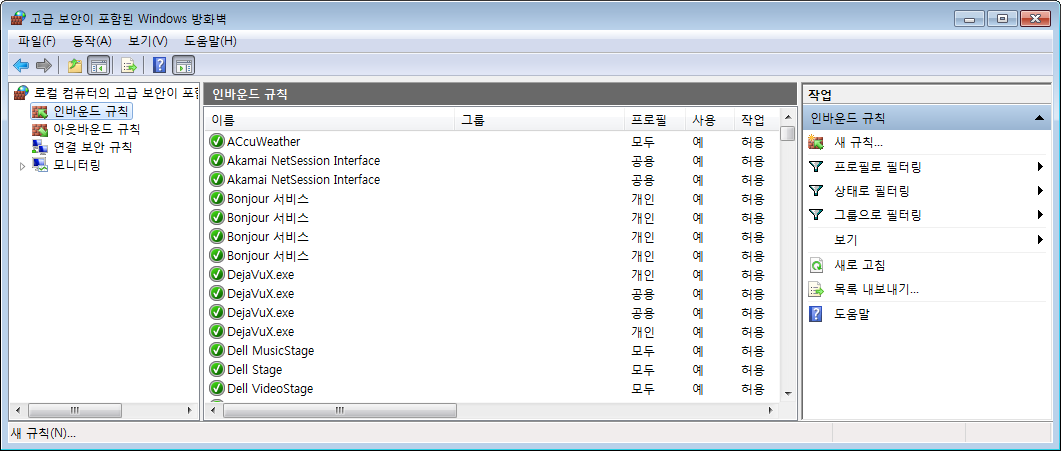 고급 보안이 포함된 Windows 방화벽
파일(F) 동작(A) 보기(V) 도움말(H)
로컬 컴퓨터의 고급 보안이 포함
인바운드 규칙
아웃바운드 규칙
연결 보안 규칙
모니터링
인바운드 규칙
이름 그룹 프로필 사용 작업
ACcuWeather 모두 예 허용
Akamai NetSession Interface 공용 예 허용
Akamai NetSession Interface 공용 예 허용
Bonjour 서비스 개인 예 허용
Bonjour 서비스 개인 예 허용
Bonjour 서비스 개인 예 허용
Bonjour 서비스 개인 예 허용
DejaVuX.exe 개인 예 허용
DejaVuX.exe 공용 예 허용
DejaVuX.exe 공용 예 허용
DejaVuX.exe 개인 예 허용
Dell MusicStage 모두 예 허용
Dell Stage 모두 예 허용
Dell VideoStage 모두 예 허용
작업
인바운드 규칙
새 규칙...
프로필로 필터링
상태로 필터링
그룹으로 필터링
보기
새로 고침
목록 내보내기...
도움말
새 규칙(N)...